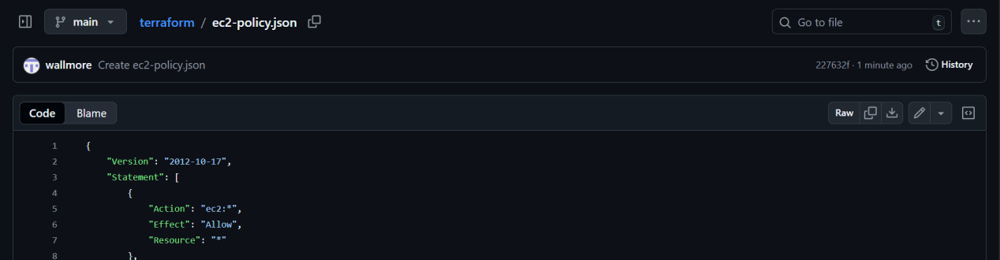 main terraform / ec2-policy.json Go to file t
wallmore Create ec2-policy.json 227632f · 1 minute ago History
Code Blame Raw
1 {
2 "Version": "2012-10-17",
3 "Statement": [
4 {
5 "Action": "ec2:*",
6 "Effect": "Allow",
7 "Resource": "*"
8 },